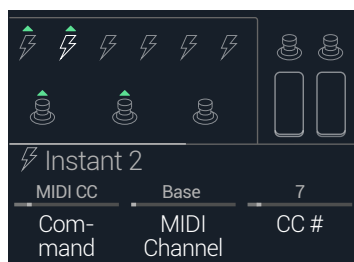 Instant 2
MIDI CC Base 7
Com- MIDI CC #
mand Channel